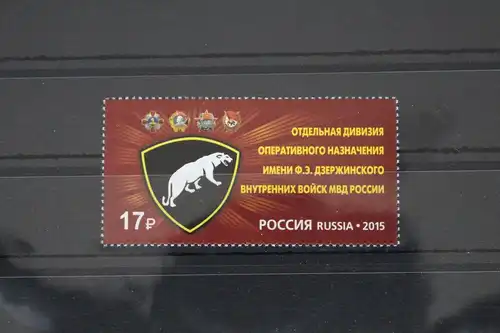 ОТДЕЛЬНАЯ ДИВИЗИЯ
ОПЕРАТИВНОГО НАЗНАЧЕНИЯ
ИМЕНИ Ф.Э. ДЗЕРЖИНСКОГО
ВНУТРЕННИХ ВОЙСК МВД РОССИИ
17₽
РОССИЯ RUSSIA • 2015